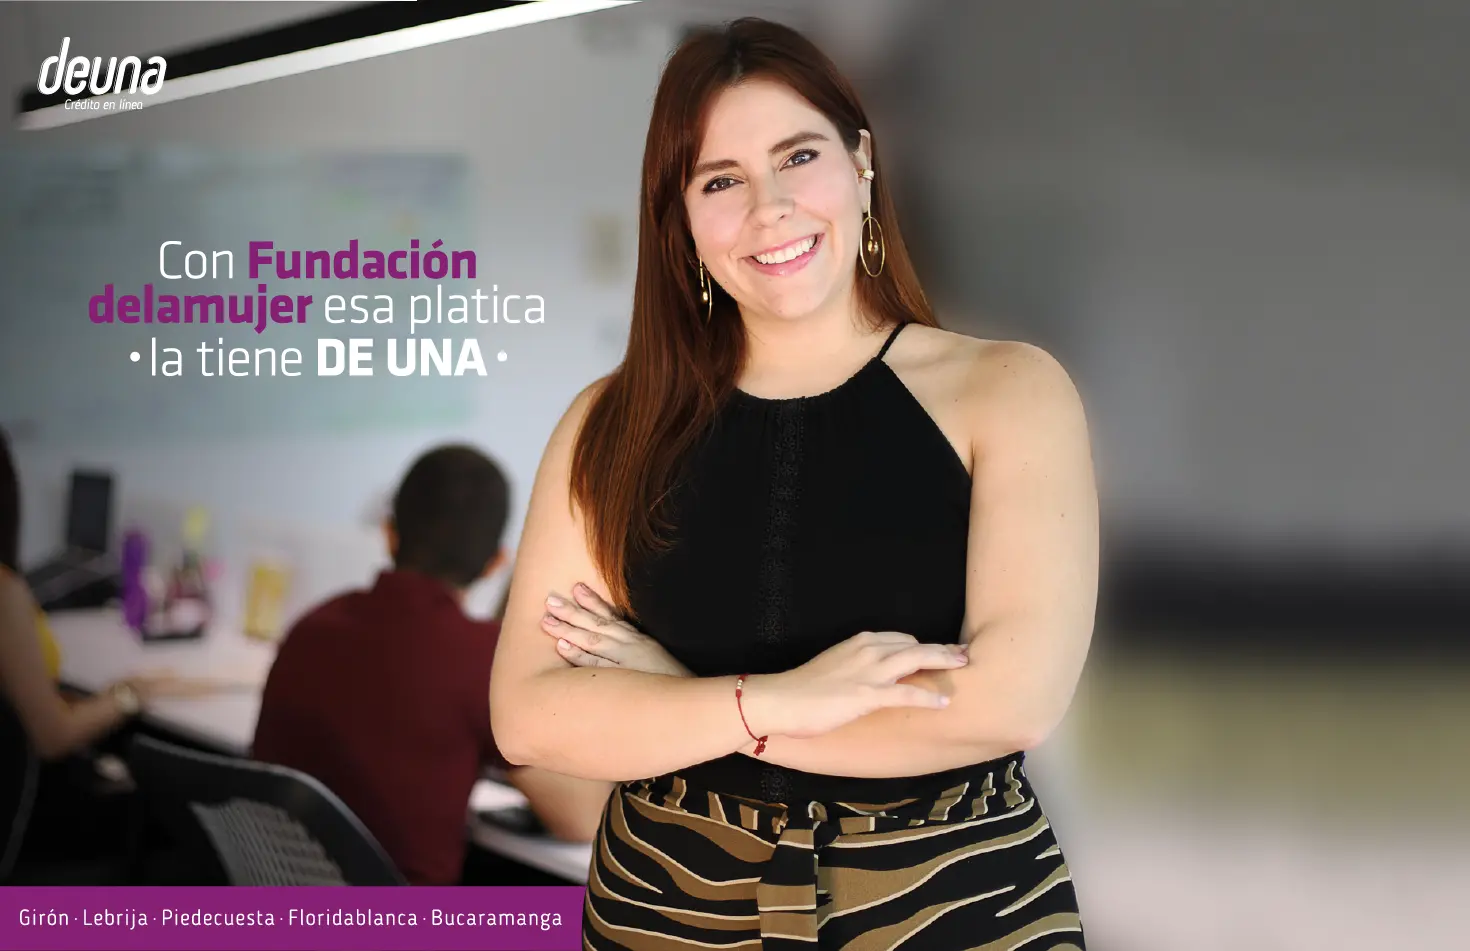 deuna
Crédito en línea
Con Fundación
delamujer esa platica
• la tiene DE UNA •
Girón · Lebrija · Piedecuesta · Floridablanca · Bucaramanga